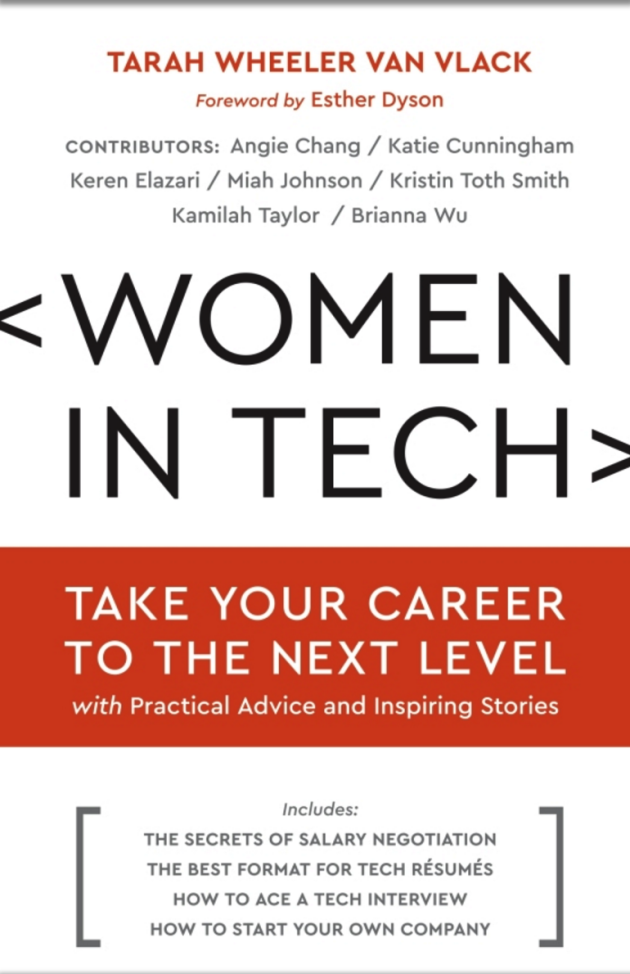 TARAH WHEELER VAN VLACK
Foreword by Esther Dyson
CONTRIBUTORS: Angie Chang / Katie Cunningham
Keren Elazari / Miah Johnson / Kristin Toth Smith
Kamilah Taylor / Brianna Wu
<WOMEN
IN TECH>
TAKE YOUR CAREER
TO THE NEXT LEVEL
with Practical Advice and Inspiring Stories
Includes:
THE SECRETS OF SALARY NEGOTIATION
THE BEST FORMAT FOR TECH RÉSUMÉS
HOW TO ACE A TECH INTERVIEW
HOW TO START YOUR OWN COMPANY